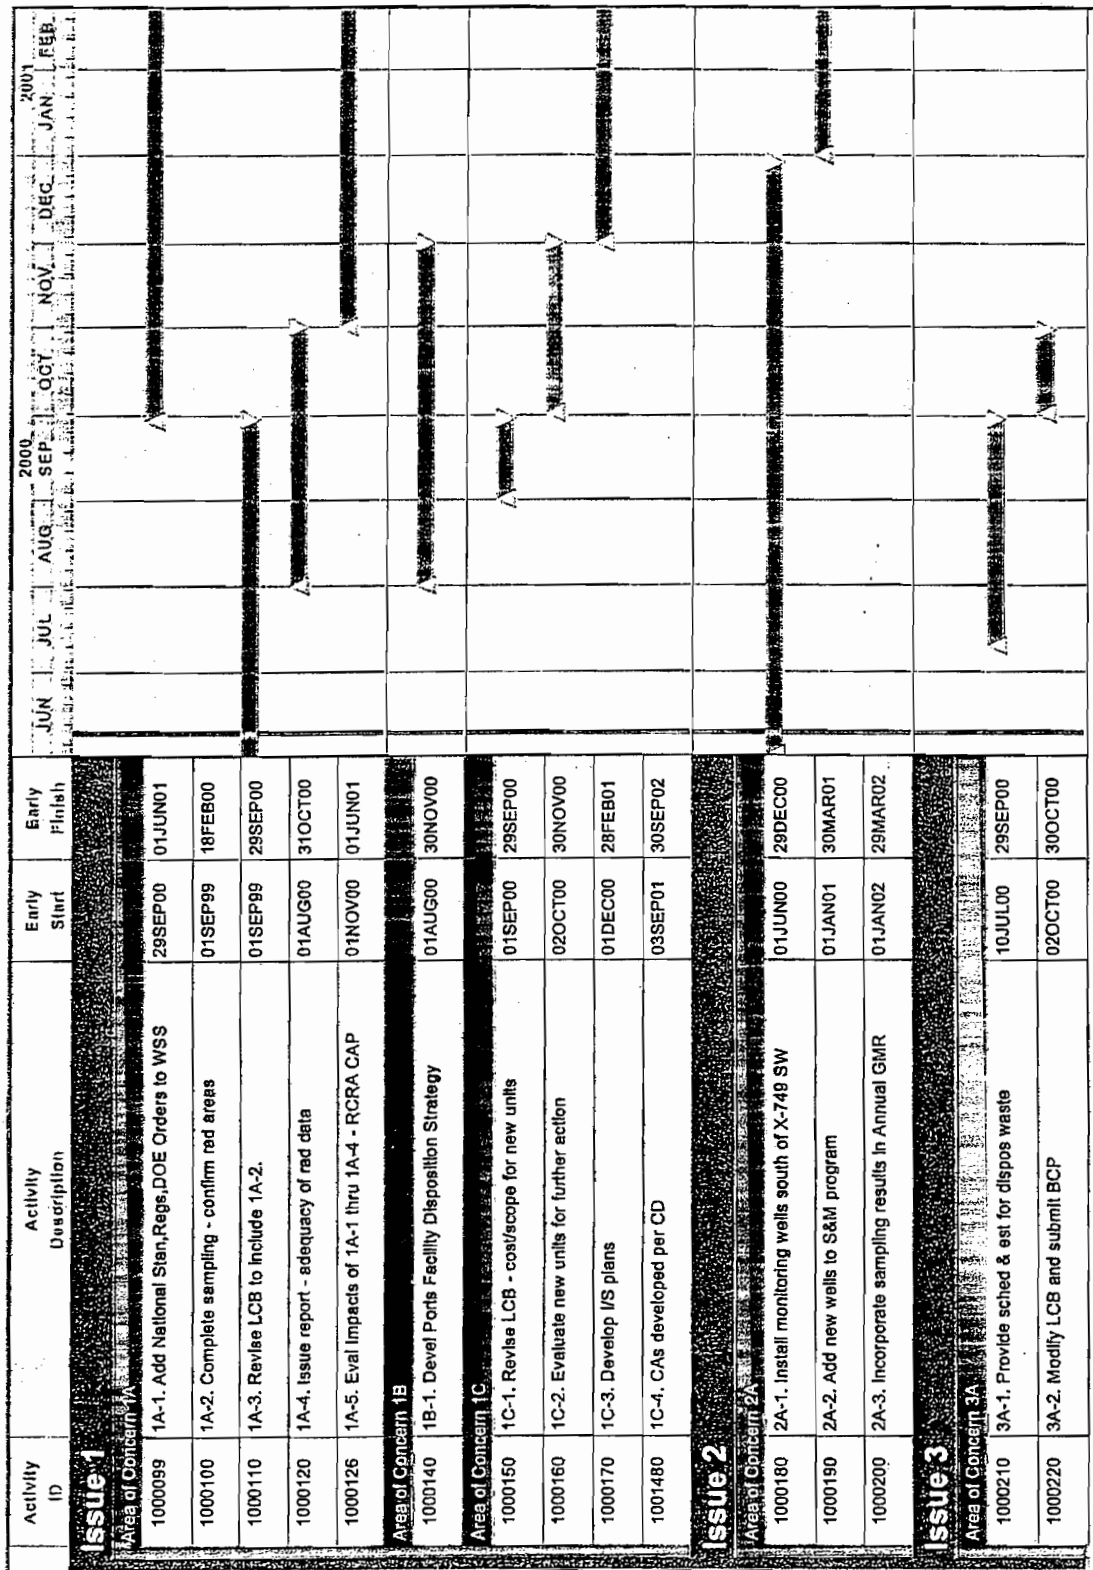 Activity ID Activity Description Early Start Early Finish 2000 2001
JUN JUL AUG SEP OCT NOV DEC JAN FEB
Issue 1
Area of Concern 1A
1000099 1A-1. Add National Stan,Regs,DOE Orders to WSS 29SEP00 01JUN01
1000100 1A-2. Complete sampling - confirm rad areas 01SEP99 18FEB00
1000110 1A-3. Revise LCB to include 1A-2. 01SEP99 29SEP00
1000120 1A-4. Issue report - adequacy of rad data 01AUG00 31OCT00
1000126 1A-5. Eval Impacts of 1A-1 thru 1A-4 - RCRA CAP 01NOV00 01JUN01
Area of Concern 1B
1000140 1B-1. Devel Ports Facility Disposition Strategy 01AUG00 30NOV00
Area of Concern 1C
1000150 1C-1. Revise LCB - cost/scope for new units 01SEP00 29SEP00
1000160 1C-2. Evaluate new units for further action 02OCT00 30NOV00
1000170 1C-3. Develop I/S plans 01DEC00 28FEB01
1001480 1C-4. CAs developed per CD 03SEP01 30SEP02
Issue 2
Area of Concern 2A
1000180 2A-1. Install monitoring wells south of X-749 SW 01JUN00 29DEC00
1000190 2A-2. Add new wells to S&M program 01JAN01 30MAR01
1000200 2A-3. Incorporate sampling results in Annual GMR 01JAN02 29MAR02
Issue 3
Area of Concern 3A
1000210 3A-1. Provide sched & est for dispos waste 10JUL00 29SEP00
1000220 3A-2. Modify LCB and submit BCP 02OCT00 30OCT00